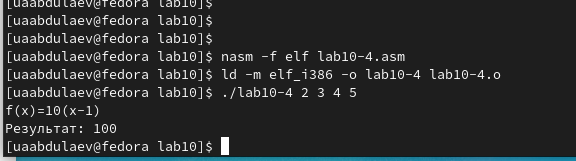 [uaabdulaev@fedora lab10]$
[uaabdulaev@fedora lab10]$
[uaabdulaev@fedora lab10]$
[uaabdulaev@fedora lab10]$ nasm -f elf lab10-4.asm
[uaabdulaev@fedora lab10]$ ld -m elf_i386 -o lab10-4 lab10-4.o
[uaabdulaev@fedora lab10]$ ./lab10-4 2 3 4 5
f(x)=10(x-1)
Результат: 100
[uaabdulaev@fedora lab10]$